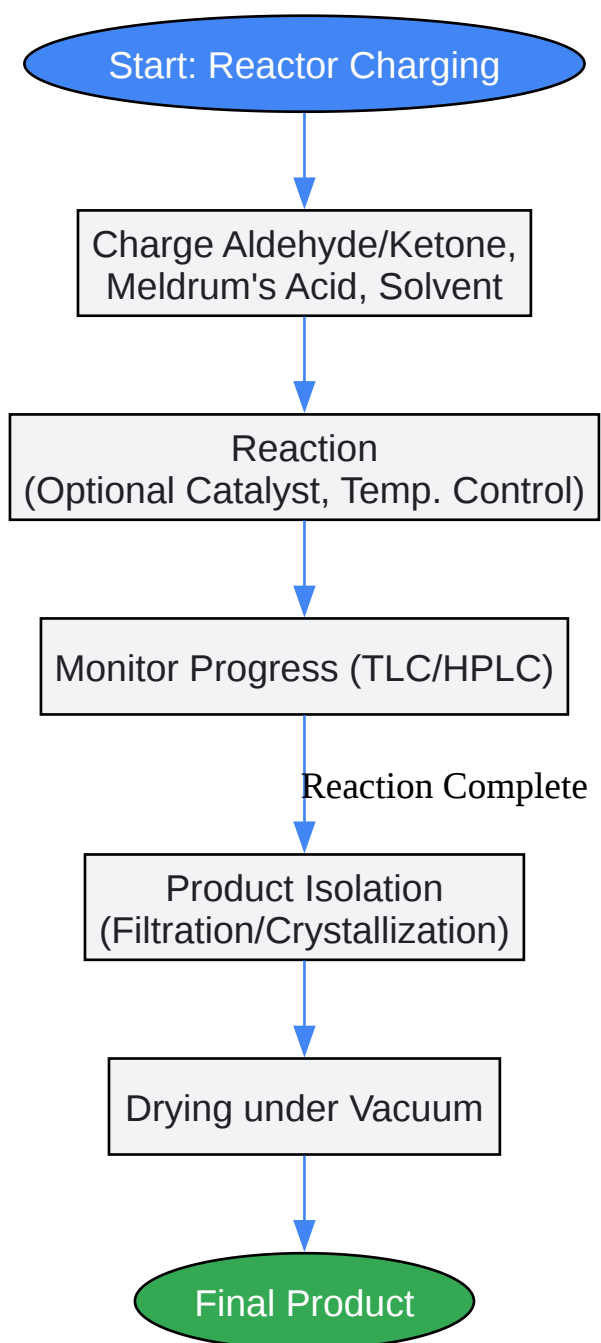 Start: Reactor Charging
Charge Aldehyde/Ketone,
Meldrum's Acid, Solvent
Reaction
(Optional Catalyst, Temp. Control)
Monitor Progress (TLC/HPLC)
Reaction Complete
Product Isolation
(Filtration/Crystallization)
Drying under Vacuum
Final Product